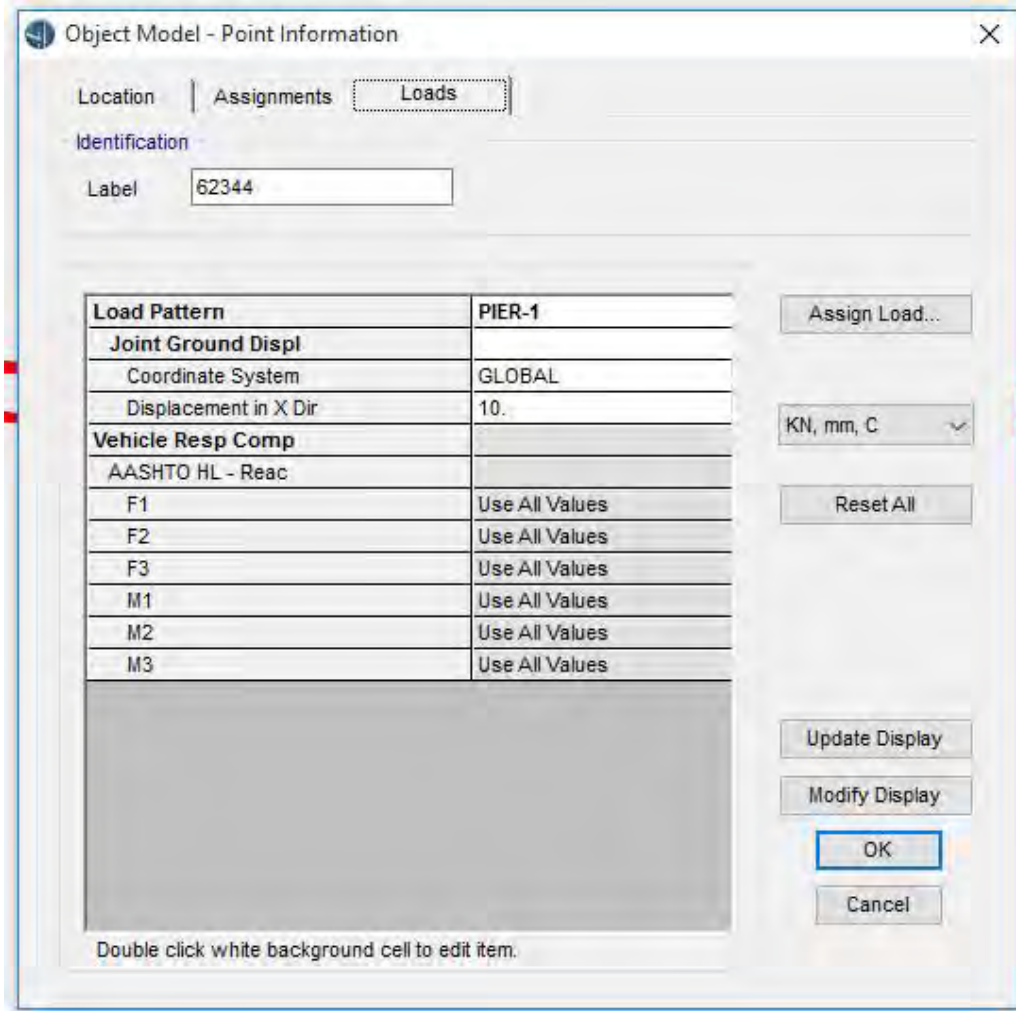 Object Model - Point Information
Location Assignments Loads
Identification
Label 62344
Load Pattern PIER-1 Assign Load...
Joint Ground Displ
Coordinate System GLOBAL
Displacement in X Dir 10.
KN, mm, C
Vehicle Resp Comp
AASHTO HL - Reac
F1 Use All Values Reset All
F2 Use All Values
F3 Use All Values
M1 Use All Values
M2 Use All Values
M3 Use All Values
Update Display
Modify Display
OK
Cancel
Double click white background cell to edit item.